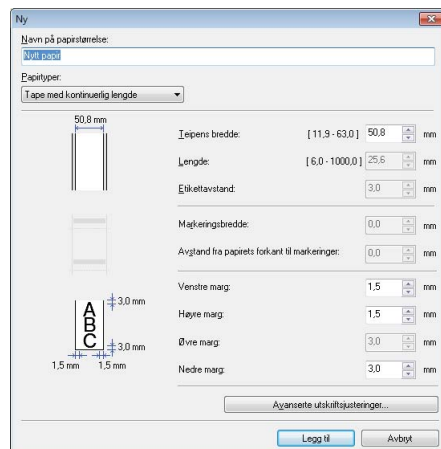 Ny
Navn på papirstørrelse:
Nytt papir
Papirtyper:
Tape med kontinuerlig lengde
50,8 mm
Teipens bredde: [ 11,9 - 63,0 ] 50,8 mm
Lengde: [ 6,0 - 1000,0 ] 25,6 mm
Etikettavstand: 3,0 mm
Markeringsbredde: 0,0 mm
Avstand fra papirets forkant til markeringer: 0,0 mm
Venstre marg: 1,5 mm
Høyre marg: 1,5 mm
Øvre marg: 3,0 mm
Nedre marg: 3,0 mm
A
B
C
3,0 mm
3,0 mm
1,5 mm 1,5 mm
Avanserte utskriftsjusteringer...
Legg til Avbryt